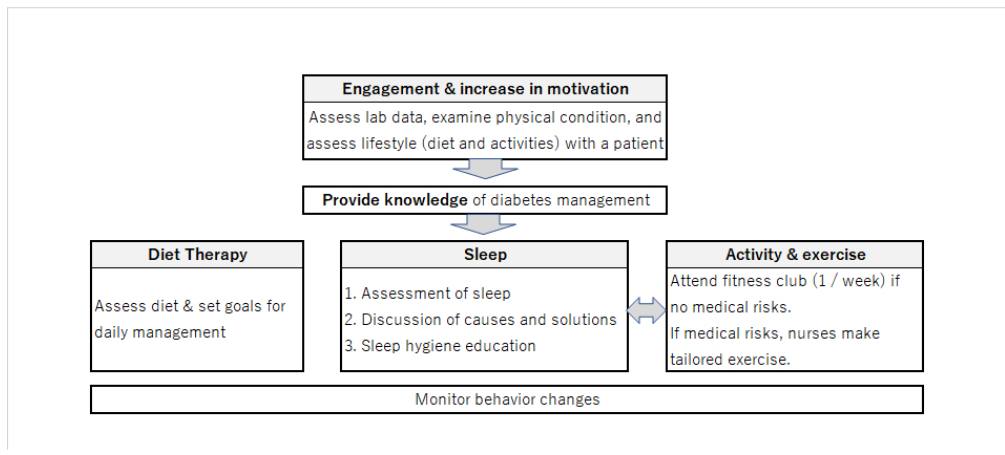 Engagement & increase in motivation
Assess lab data, examine physical condition, and
assess lifestyle (diet and activities) with a patient
Provide knowledge of diabetes management
Diet Therapy
Assess diet & set goals for
daily management
Sleep
1. Assessment of sleep
2. Discussion of causes and solutions
3. Sleep hygiene education
Activity & exercise
Attend fitness club (1 / week) if
no medical risks.
If medical risks, nurses make
tailored exercise.
Monitor behavior changes